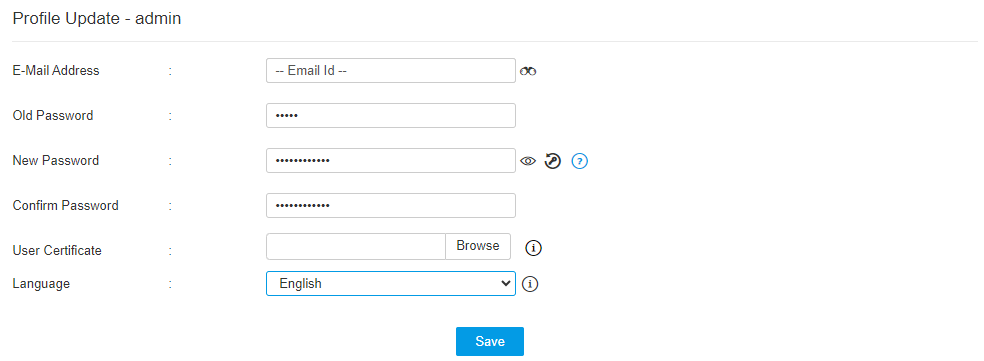 Profile Update - admin
E-Mail Address : -- Email Id --
Old Password : •••••
New Password : •••••••••••• ?
Confirm Password : ••••••••••••
User Certificate : Browse i
Language : English i
Save